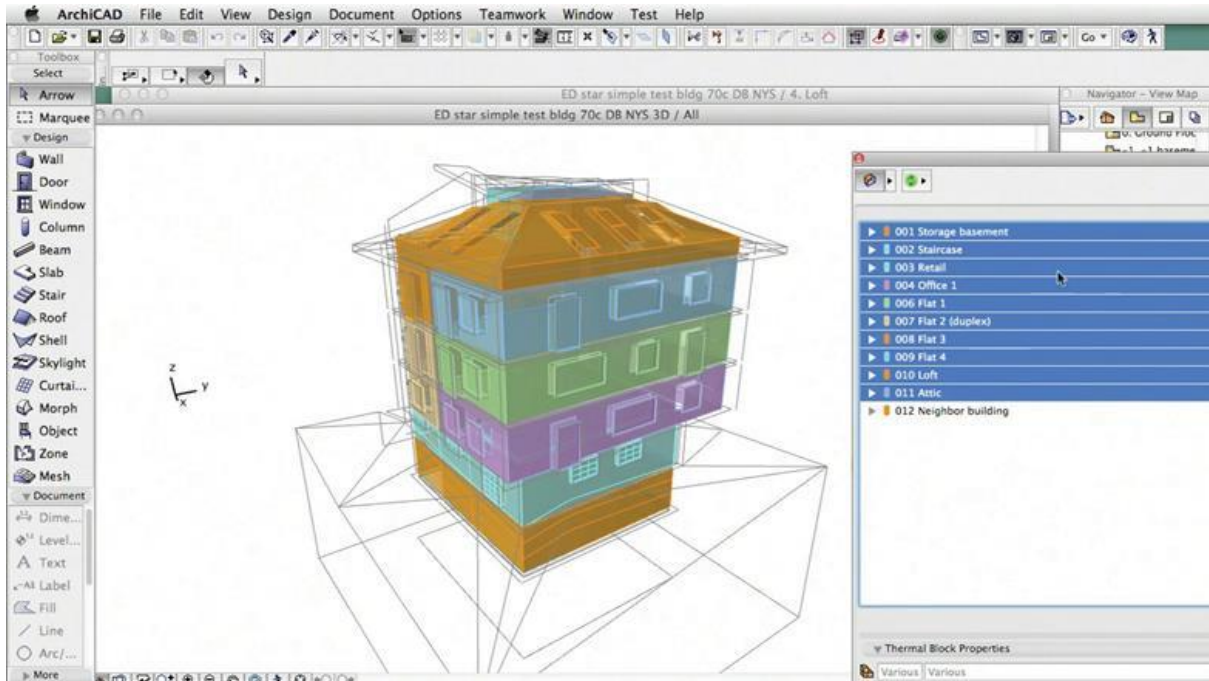 ArchiCAD File Edit View Design Document Options Teamwork Window Test Help
Go
Toolbox
Select
Arrow
Marquee
Design
Wall
Door
Window
Column
Beam
Slab
Stair
Roof
Shell
Skylight
Curtai...
Morph
Object
Zone
Mesh
Document
Dime...
Level...
A Text
A1 Label
Fill
Line
Arc/...
More
ED star simple test bldg 70c DB NYS / 4. Loft
ED star simple test bldg 70c DB NYS 3D / All
z
y
x
Navigator – View Map
0. Ground Floc
001 Storage basement
002 Staircase
003 Retail
004 Office 1
006 Flat 1
007 Flat 2 (duplex)
008 Flat 3
009 Flat 4
010 Loft
011 Attic
012 Neighbor building
Thermal Block Properties
Various Various